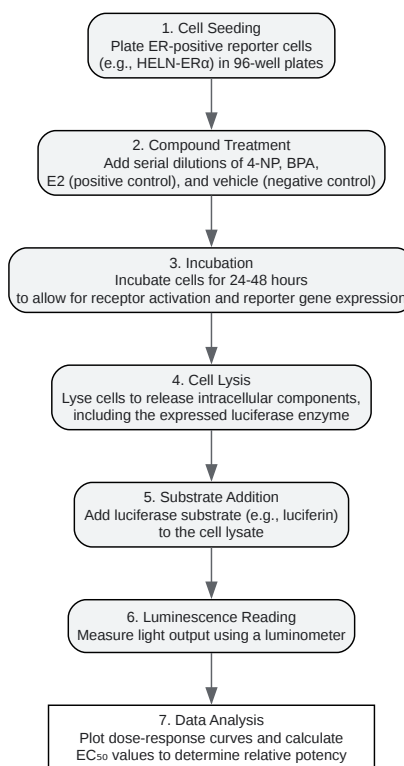 1. Cell Seeding
Plate ER-positive reporter cells
(e.g., HELN-ERα) in 96-well plates
2. Compound Treatment
Add serial dilutions of 4-NP, BPA,
E2 (positive control), and vehicle (negative control)
3. Incubation
Incubate cells for 24-48 hours
to allow for receptor activation and reporter gene expression
4. Cell Lysis
Lyse cells to release intracellular components,
including the expressed luciferase enzyme
5. Substrate Addition
Add luciferase substrate (e.g., luciferin)
to the cell lysate
6. Luminescence Reading
Measure light output using a luminometer
7. Data Analysis
Plot dose-response curves and calculate
EC₅₀ values to determine relative potency